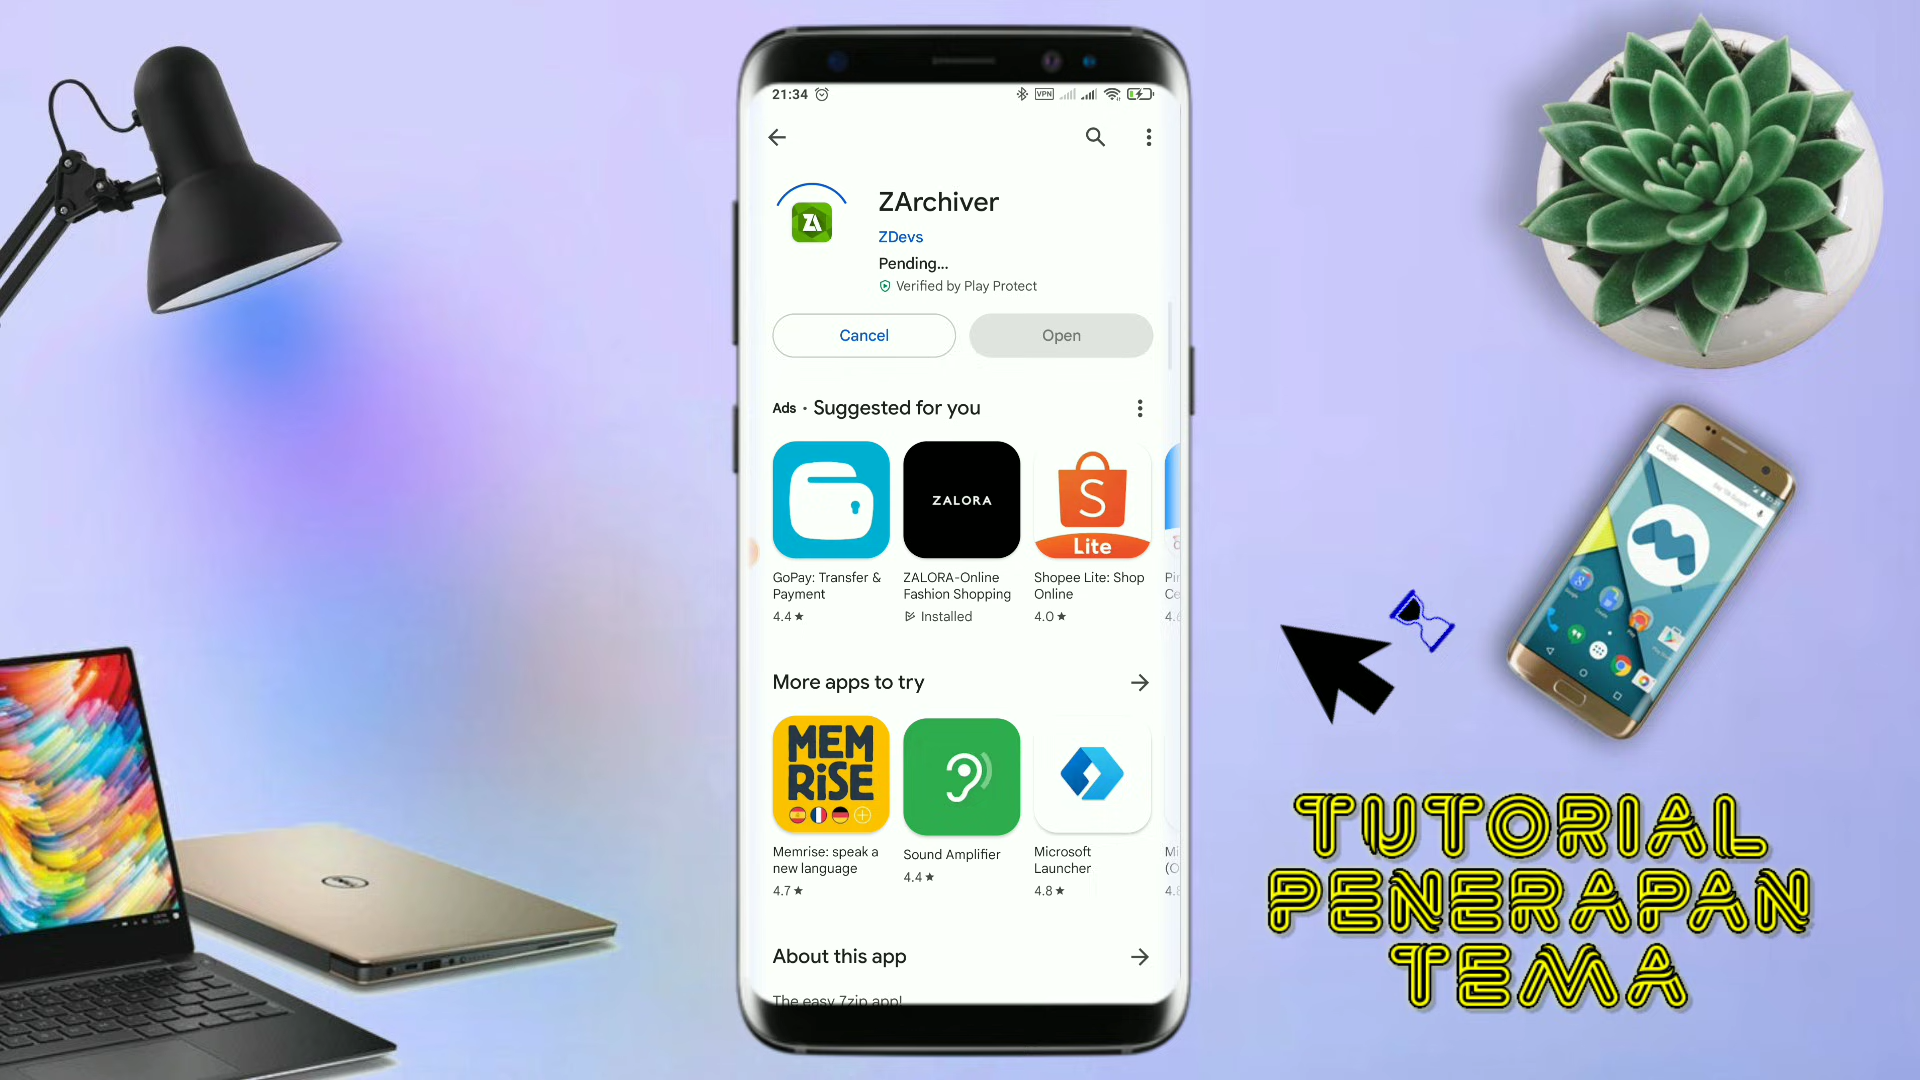 21:34
VPN
ZArchiver
ZDevs
Pending...
Verified by Play Protect
Cancel
Open
Ads • Suggested for you
ZALORA
S
Lite
GoPay: Transfer &
Payment
4.4★
ZALORA-Online
Fashion Shopping
Installed
Shopee Lite: Shop
Online
4.0★
More apps to try
MEM
RiSE
Memrise: speak a
new language
4.7★
Sound Amplifier
4.4★
Microsoft
Launcher
4.8★
About this app
The easy 7zip app!
Google
DELL
TUTORIAL
PENERAPAN
TEMA